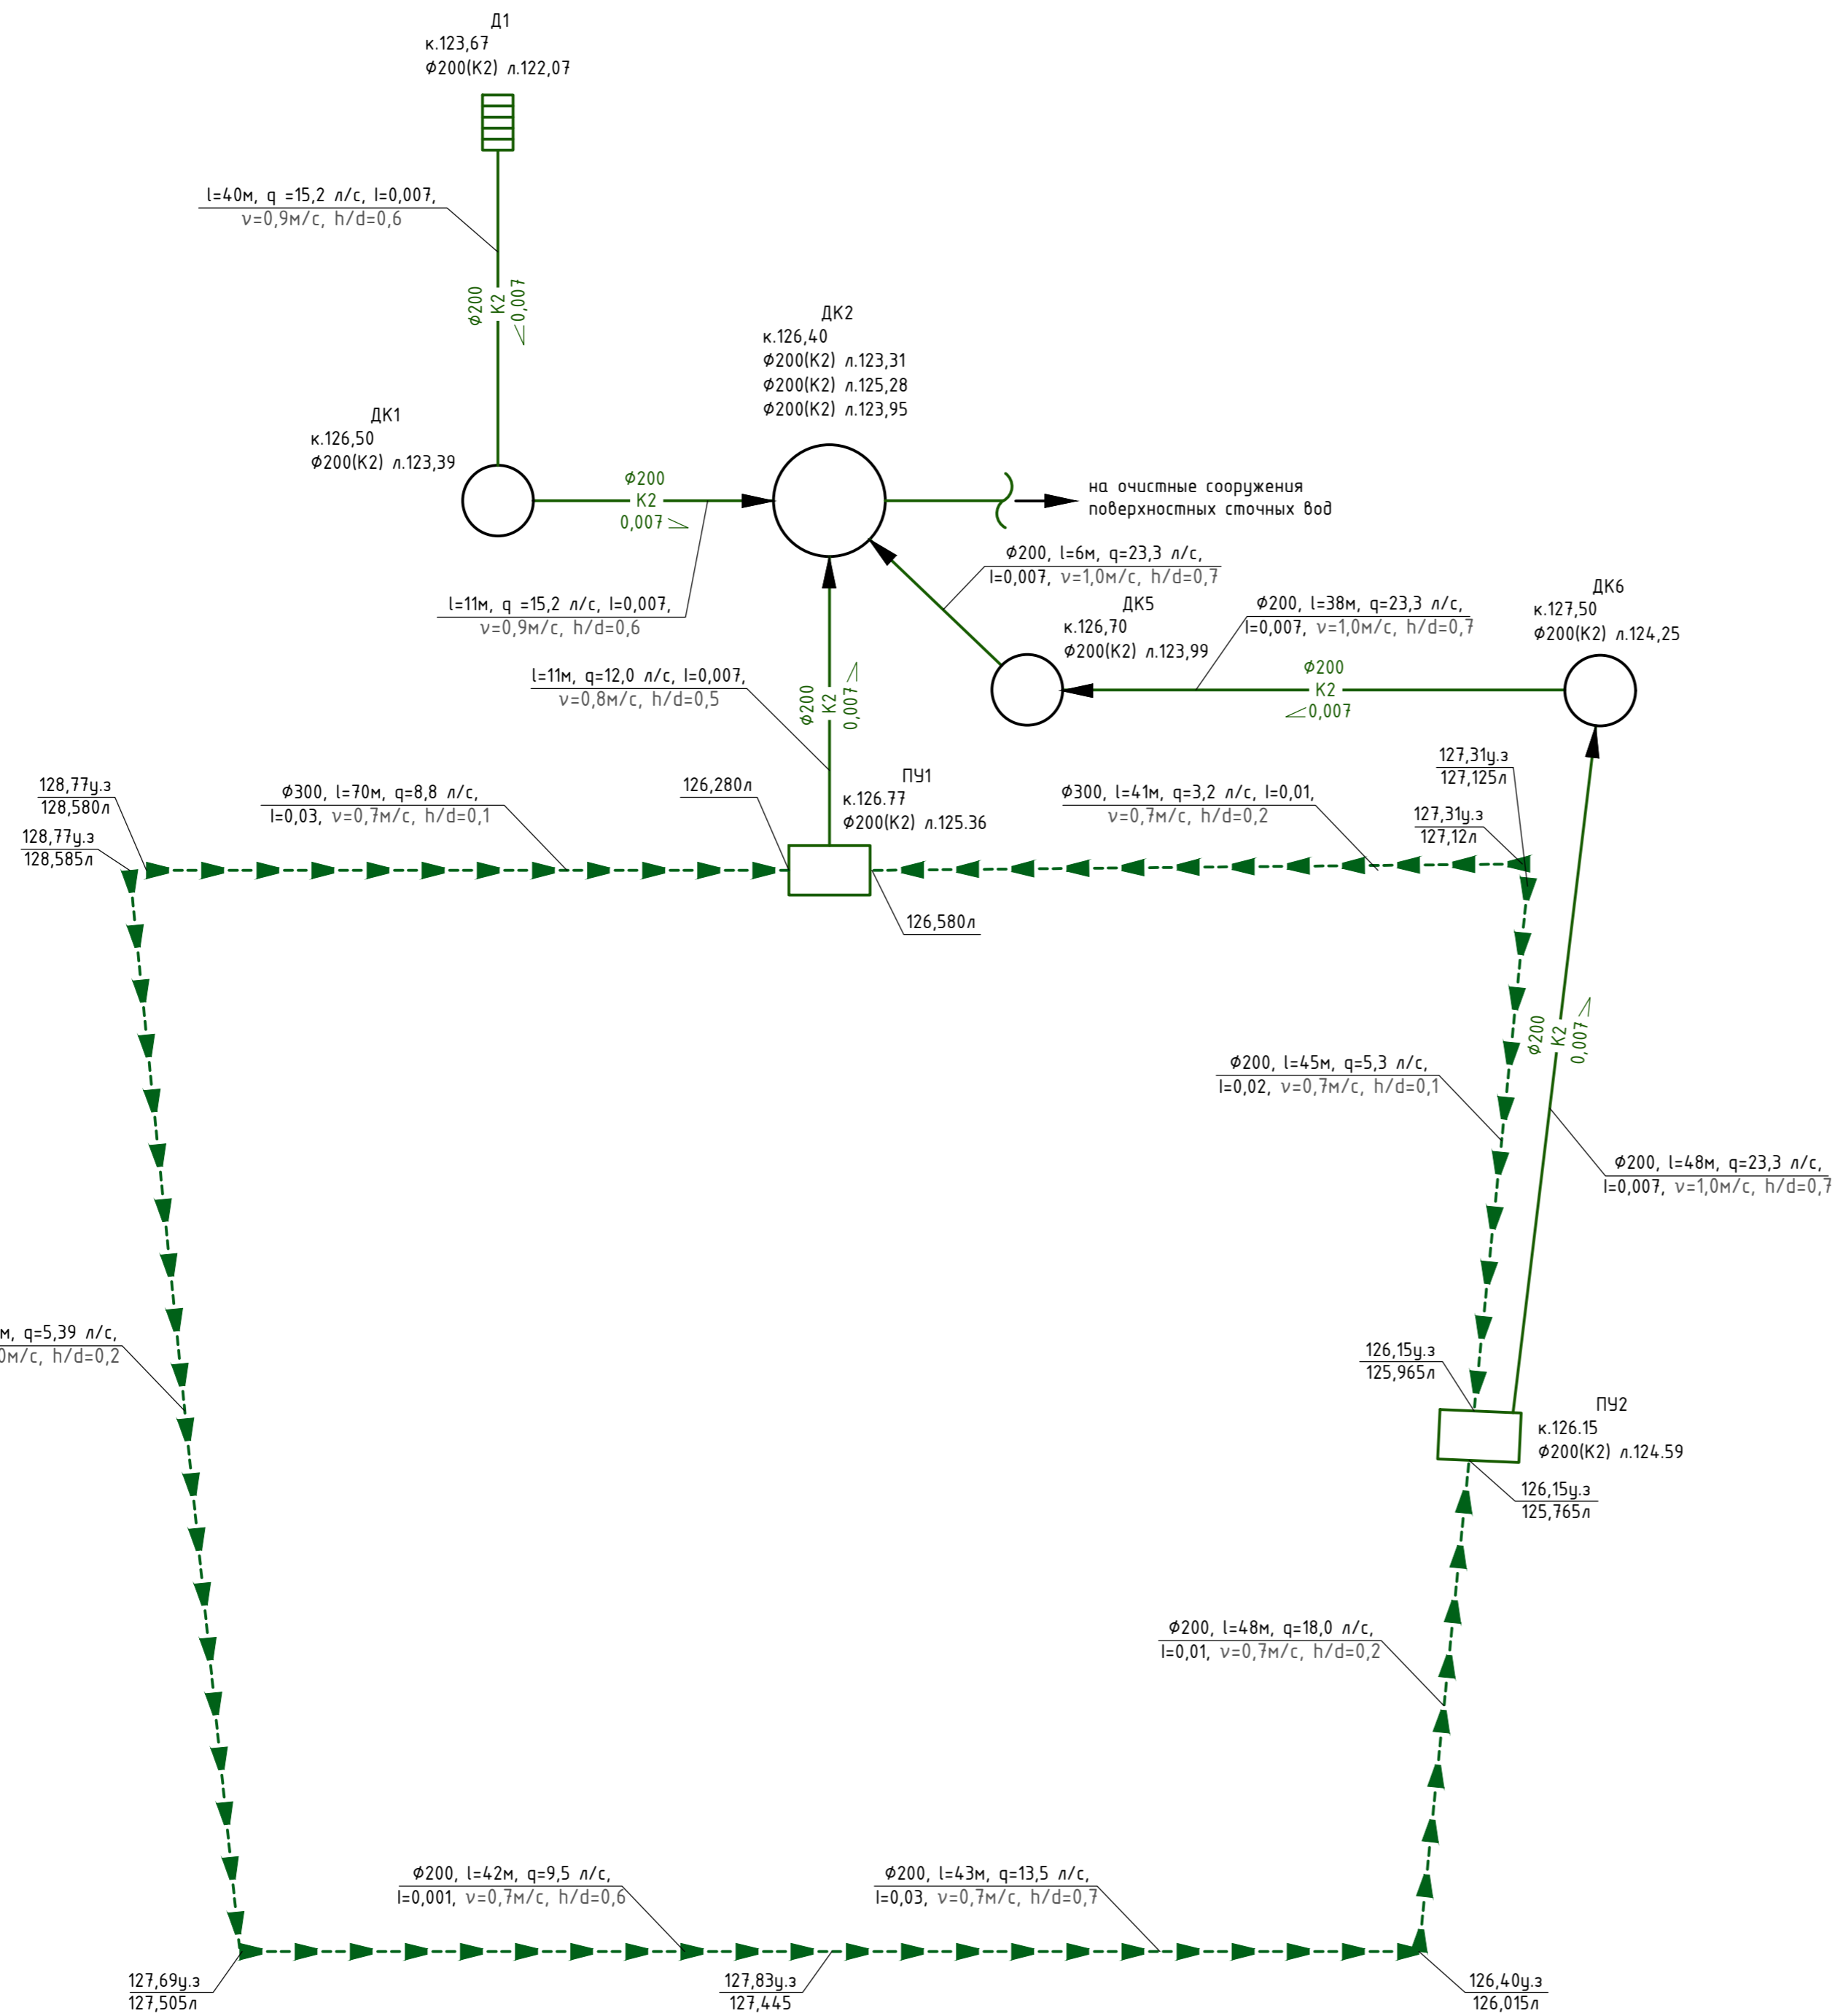 Д1
к.123,67
Ф200(К2) л.122,07
l=40м, q =15,2 л/с, I=0,007,
v=0,9м/с, h/d=0,6
Ф200
К2
0,007
ДК2
к.126,40
Ф200(К2) л.123,31
Ф200(К2) л.125,28
Ф200(К2) л.123,95
ДК1
к.126,50
Ф200(К2) л.123,39
Ф200
К2
0,007
на очистные сооружения
поверхностных сточных вод
Ф200, l=6м, q=23,3 л/с,
I=0,007, v=1,0м/с, h/d=0,7
l=11м, q =15,2 л/с, I=0,007,
v=0,9м/с, h/d=0,6
ДК5
к.126,70
Ф200(К2) л.123,99
Ф200, l=38м, q=23,3 л/с,
I=0,007, v=1,0м/с, h/d=0,7
ДК6
к.127,50
Ф200(К2) л.124,25
Ф200
К2
0,007
l=11м, q=12,0 л/с, I=0,007,
v=0,8м/с, h/d=0,5
Ф200
К2
0,007
128,77у.з
128,580л
128,77у.з
128,585л
Ф300, l=70м, q=8,8 л/с,
I=0,03, v=0,7м/с, h/d=0,1
126,280л
ПУ1
к.126.77
Ф200(К2) л.125.36
Ф300, l=41м, q=3,2 л/с, I=0,01,
v=0,7м/с, h/d=0,2
127,31у.з
127,125л
127,31у.з
127,12л
126,580л
Ф200
К2
0,007
Ф200, l=45м, q=5,3 л/с,
I=0,02, v=0,7м/с, h/d=0,1
Ф200, l=48м, q=23,3 л/с,
I=0,007, v=1,0м/с, h/d=0,7
м, q=5,39 л/с,
0м/с, h/d=0,2
126,15у.з
125,965л
ПУ2
к.126.15
Ф200(К2) л.124.59
126,15у.з
125,765л
Ф200, l=48м, q=18,0 л/с,
I=0,01, v=0,7м/с, h/d=0,2
Ф200, l=42м, q=9,5 л/с,
I=0,001, v=0,7м/с, h/d=0,6
Ф200, l=43м, q=13,5 л/с,
I=0,03, v=0,7м/с, h/d=0,7
127,69у.з
127,505л
127,83у.з
127,445
126,40у.з
126,015л